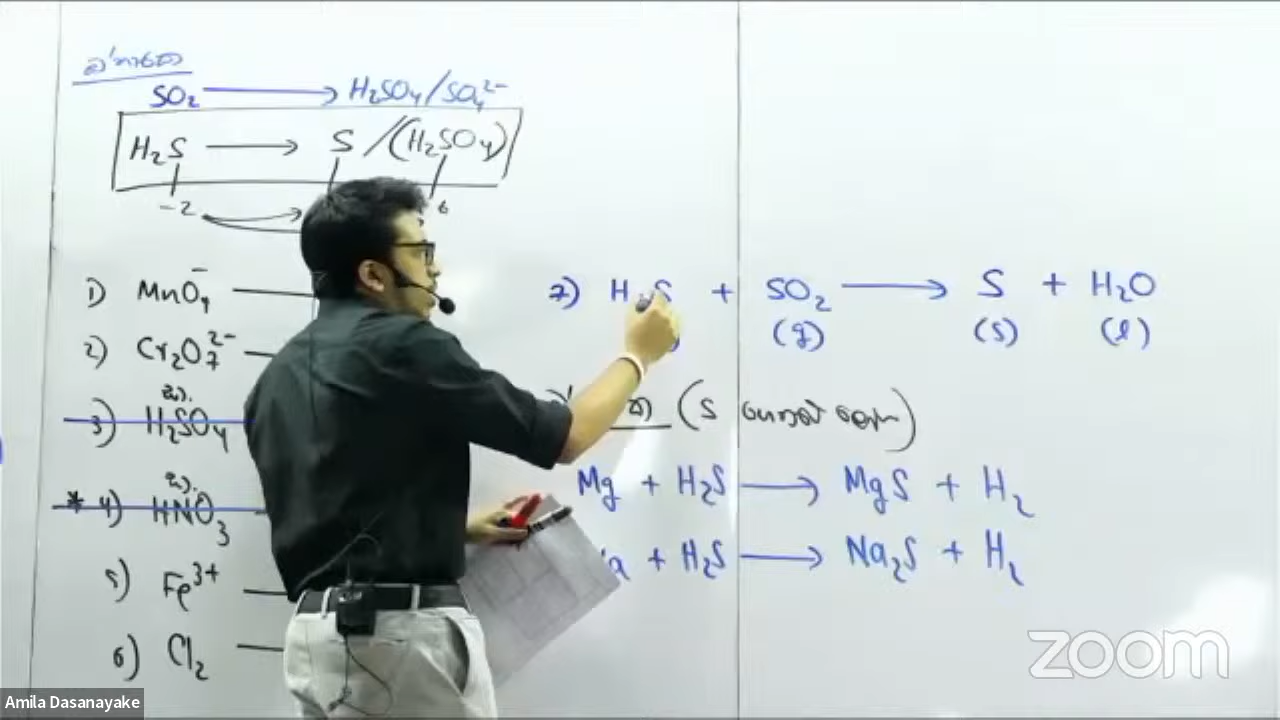 SO₂ ⟶ H₂SO₄/SO₄²⁻
H₂S ⟶ S /(H₂SO₄)
-2 6
1) MnO₄⁻
2) Cr₂O₇²⁻
3) H₂SO₄
* 4) HNO₃
5) Fe³⁺
6) Cl₂
7) H S + SO₂ ⟶ S + H₂O
(g) (s) (l)
(S
Mg + H₂S ⟶ MgS + H₂
a + H₂S ⟶ Na₂S + H₂
zoom
Amila Dasanayake